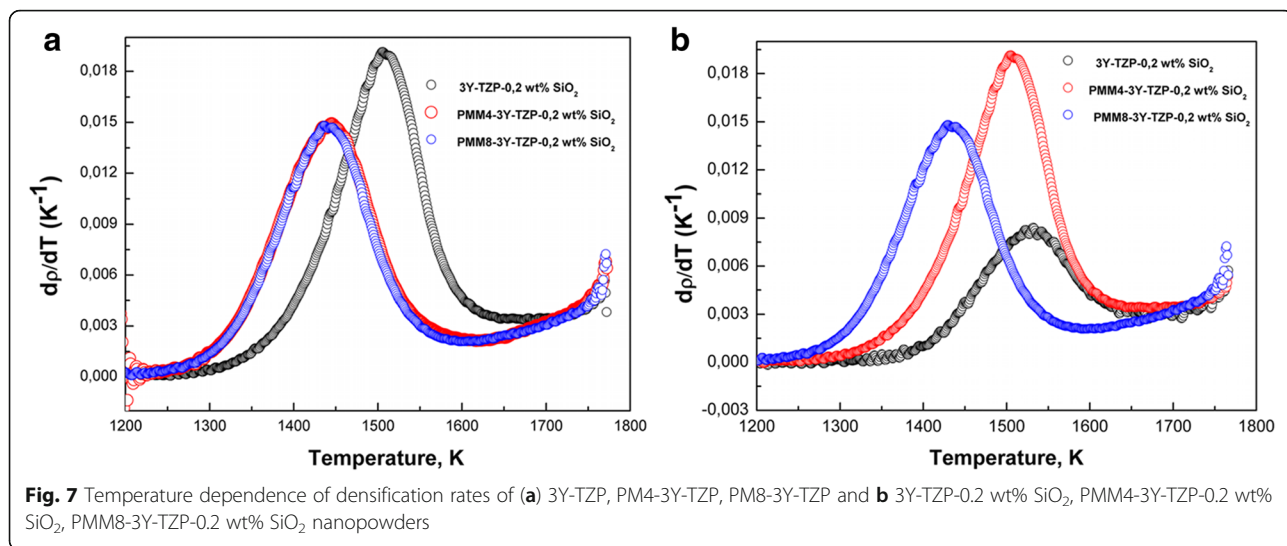 a
dρ/dT (K⁻¹)
0,018
0,015
0,012
0,009
0,006
0,003
0,000
3Y-TZP-0,2 wt% SiO₂
PMM4-3Y-TZP-0,2 wt% SiO₂
PMM8-3Y-TZP-0,2 wt% SiO₂
1200 1300 1400 1500 1600 1700 1800
Temperature, K
b
dρ/dT (K⁻¹)
0,018
0,015
0,012
0,009
0,006
0,003
0,000
-0,003
3Y-TZP-0,2 wt% SiO₂
PMM4-3Y-TZP-0,2 wt% SiO₂
PMM8-3Y-TZP-0,2 wt% SiO₂
1200 1300 1400 1500 1600 1700 1800
Temperature, K
Fig. 7 Temperature dependence of densification rates of (a) 3Y-TZP, PM4-3Y-TZP, PM8-3Y-TZP and b 3Y-TZP-0.2 wt% SiO₂, PMM4-3Y-TZP-0.2 wt%
SiO₂, PMM8-3Y-TZP-0.2 wt% SiO₂ nanopowders